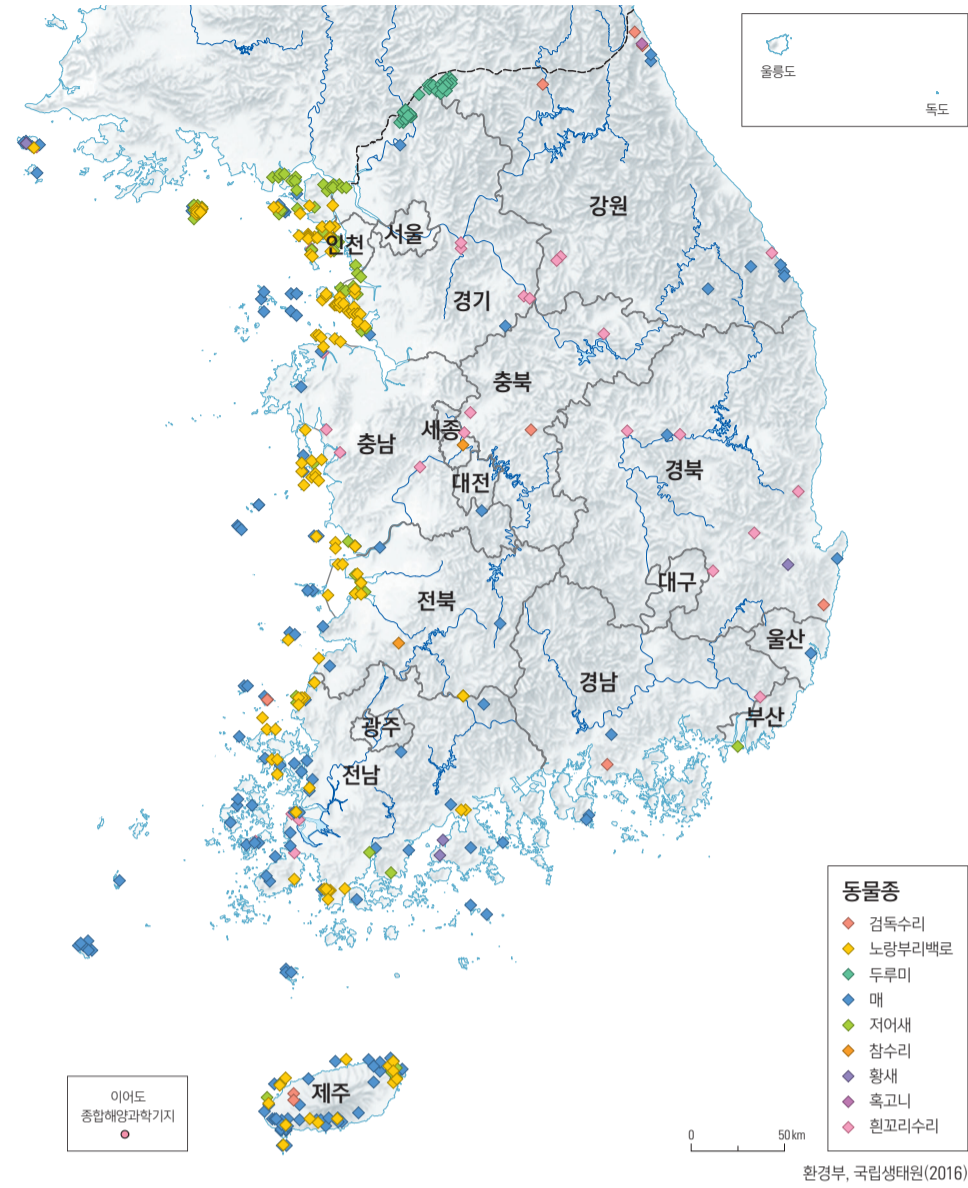 울릉도
독도
강원
서울
인천
경기
충북
세종
충남
경북
대전
대구
전북
울산
경남
부산
광주
전남
동물종
검독수리
노랑부리백로
두루미
매
저어새
참수리
황새
혹고니
흰꼬리수리
제주
이어도
종합해양과학기지
0 50 km
환경부, 국립생태원(2016)